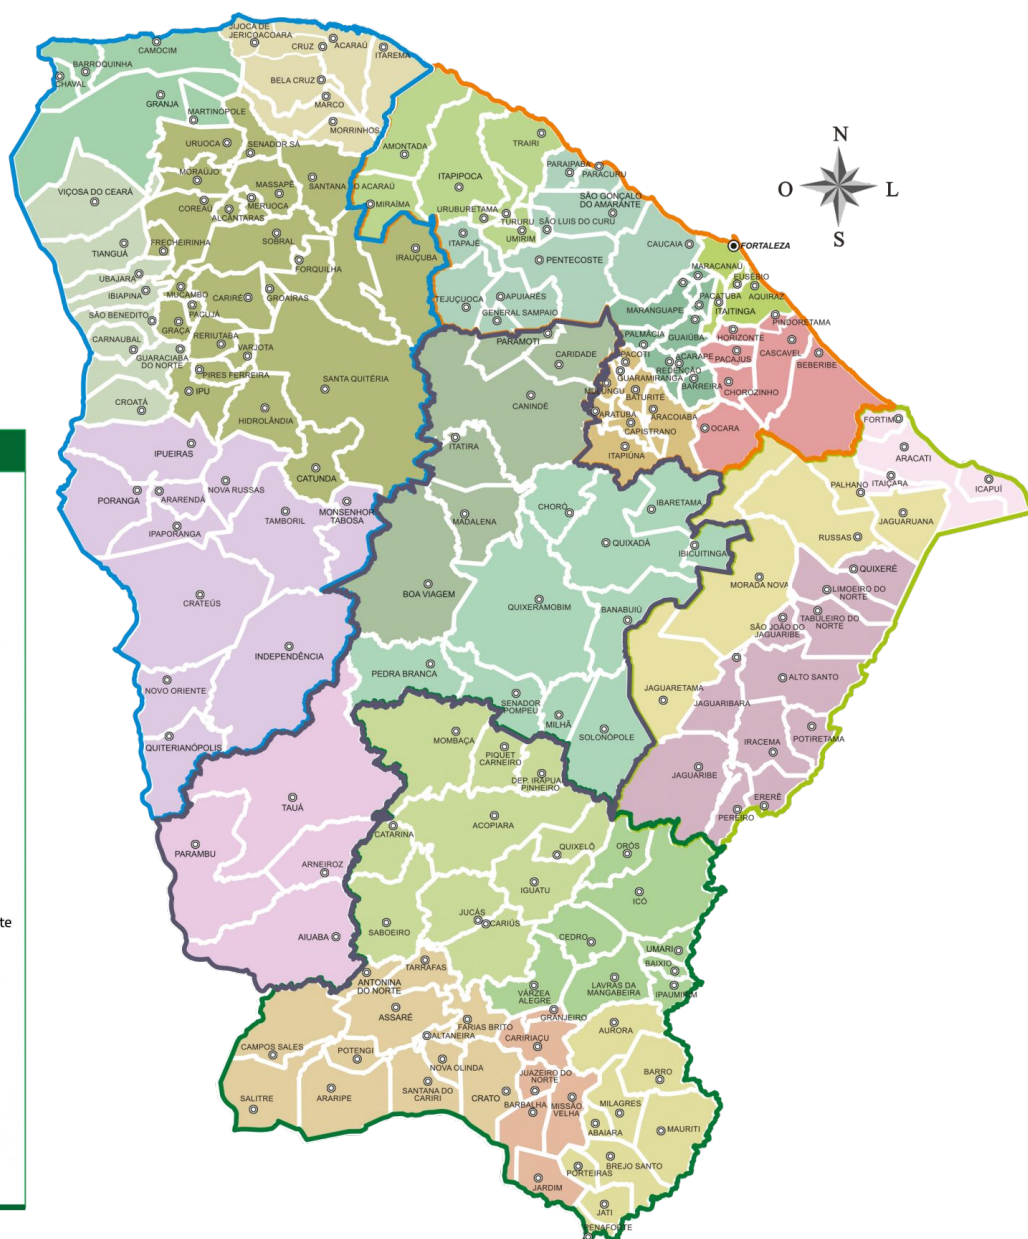 JIJOCA DE
JERICOACOARA
CRUZ
ACARAÚ
ITAREMA
CAMOCIM
BARROQUINHA
CHAVAL
BELA CRUZ
GRANJA
MARCO
MARTINÓPOLE
MORRINHOS
N
O
L
S
URUOCA
SENADOR SÁ
AMONTADA
TRAIRI
PARAIPABA
PARACURU
MORAÚJO
MASSAPÊ
SANTANA DO ACARAÚ
ITAPIPOCA
VIÇOSA DO CEARÁ
COREAÚ
MERUOCA
ALCÂNTARAS
MIRAÍMA
URUBURETAMA
TURURU
SÃO GONÇALO
DO AMARANTE
SÃO LUIS DO CURU
UMIRIM
ITAPAJÉ
TIANGUÁ
FRECHEIRINHA
SOBRAL
IRAUÇUBA
CAUCAIA
FORTALEZA
FORQUILHA
PENTECOSTE
MARACANAÚ
UBAJARA
IBIAPINA
MUCAMBO
CARIRÉ
GROAÍRAS
EUSÉBIO
PACATUBA
AQUIRAZ
ITAITINGA
PACUJÁ
TEJUÇUOCA
APUIARÉS
GENERAL SAMPAIO
MARANGUAPE
SÃO BENEDITO
GRAÇA
PINDORETAMA
CARNAUBAL
RERIUTABA
VARJOTA
PARAMOTI
PALMÁCIA
GUAIÚBA
HORIZONTE
GUARACIABA
DO NORTE
PIRES FERREIRA
CARIDADE
PACOTI
ACARAPE
REDENÇÃO
PACAJUS
CASCAVEL
BEBERIBE
GUARAMIRANGA
MULUNGU
BARREIRA
CHOROZINHO
IPU
SANTA QUITÉRIA
CANINDÉ
BATURITÉ
CROATÁ
HIDROLÂNDIA
ARATUBA
ARACOIABA
CAPISTRANO
OCARA
FORTIM
ITATIRA
ITAPIÚNA
ARACATI
IPUEIRAS
CATUNDA
ITAIÇABA
ICAPUÍ
PORANGA
ARARENDÁ
NOVA RUSSAS
MONSENHOR
TABOSA
TAMBORIL
PALHANO
MADALENA
CHORÓ
IBARETAMA
JAGUARUANA
IPAPORANGA
QUIXADÁ
IBICUITINGA
RUSSAS
CRATEÚS
BOA VIAGEM
QUIXERAMOBIM
BANABUIÚ
MORADA NOVA
QUIXERÉ
LIMOEIRO DO
NORTE
TABULEIRO DO
NORTE
SÃO JOÃO DO
JAGUARIBE
INDEPENDÊNCIA
PEDRA BRANCA
ALTO SANTO
NOVO ORIENTE
JAGUARETAMA
JAGUARIBARA
SENADOR
POMPEU
MILHÃ
SOLONÓPOLE
QUITERIANÓPOLIS
MOMBAÇA
PIQUET
CARNEIRO
IRACEMA
POTIRETAMA
DEP. IRAPUAN
PINHEIRO
JAGUARIBE
TAUÁ
ERERÊ
PEREIRO
ACOPIARA
CATARINA
PARAMBU
QUIXELÔ
ORÓS
ARNEIROZ
IGUATU
ICÓ
te
SABOEIRO
JUCÁS
CARIÚS
AIUABA
CEDRO
UMARI
BAIXIO
TARRAFAS
ANTONINA
DO NORTE
VÁRZEA
ALEGRE
LAVRAS DA
MANGABEIRA
IPAUMIRIM
ASSARÉ
GRANJEIRO
FARIAS BRITO
AURORA
ALTANEIRA
CARIRIAÇU
CAMPOS SALES
POTENGI
NOVA OLINDA
JUAZEIRO DO
NORTE
BARRO
SALITRE
ARARIPE
SANTANA DO
CARIRI
CRATO
BARBALHA
MISSÃO
VELHA
MILAGRES
ABAIARA
MAURITI
PORTEIRAS
BREJO SANTO
JARDIM
JATI
PENAFORTE